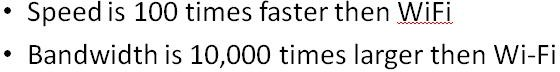 • Speed is 100 times faster then WiFi
• Bandwidth is 10,000 times larger then Wi-Fi